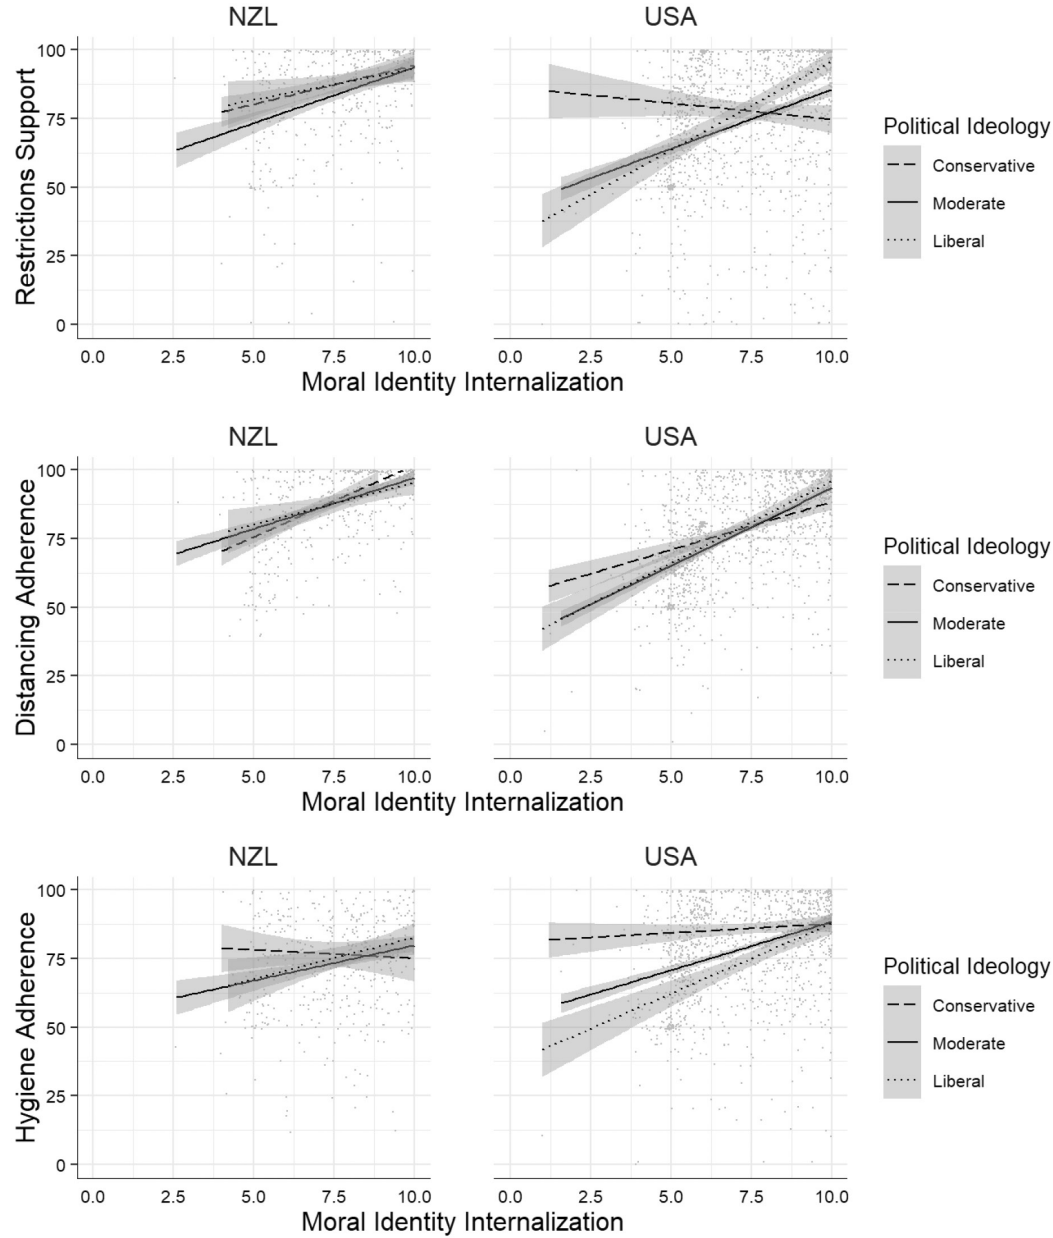 NZL
USA
Restrictions Support
100
75
50
25
0
0.0 2.5 5.0 7.5 10.0
0.0 2.5 5.0 7.5 10.0
Moral Identity Internalization
Political Ideology
Conservative
Moderate
Liberal
NZL
USA
Distancing Adherence
100
75
50
25
0
0.0 2.5 5.0 7.5 10.0
0.0 2.5 5.0 7.5 10.0
Moral Identity Internalization
Political Ideology
Conservative
Moderate
Liberal
NZL
USA
Hygiene Adherence
100
75
50
25
0
0.0 2.5 5.0 7.5 10.0
0.0 2.5 5.0 7.5 10.0
Moral Identity Internalization
Political Ideology
Conservative
Moderate
Liberal